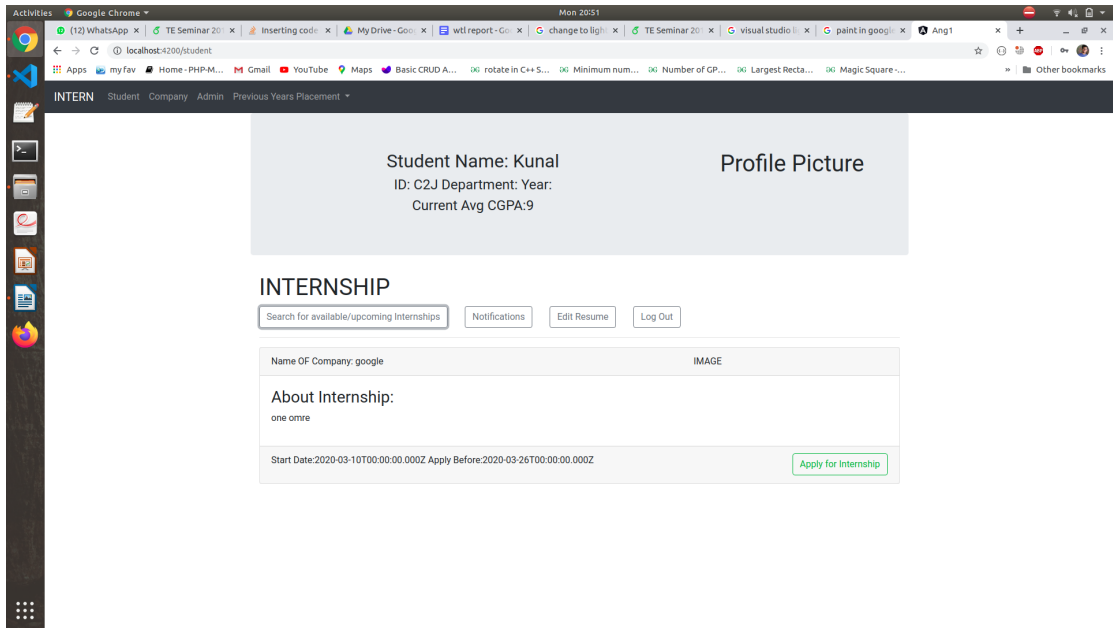 Activities Google Chrome Mon 20:51
(12) WhatsApp TE Seminar 20 Inserting code My Drive - Goo wtl report - Go change to light TE Seminar 20 visual studio paint in google Ang1
localhost:4200/student
Apps my fav Home - PHP-M... Gmail YouTube Maps Basic CRUD A... rotate in C++ S... Minimum num... Number of GP... Largest Recta... Magic Square -... » Other bookmarks
INTERN Student Company Admin Previous Years Placement
Student Name: Kunal
Profile Picture
ID: C2J Department: Year:
Current Avg CGPA:9
INTERNSHIP
Search for available/upcoming Internships Notifications Edit Resume Log Out
Name OF Company: google IMAGE
About Internship:
one omre
Start Date:2020-03-10T00:00:00.000Z Apply Before:2020-03-26T00:00:00.000Z Apply for Internship